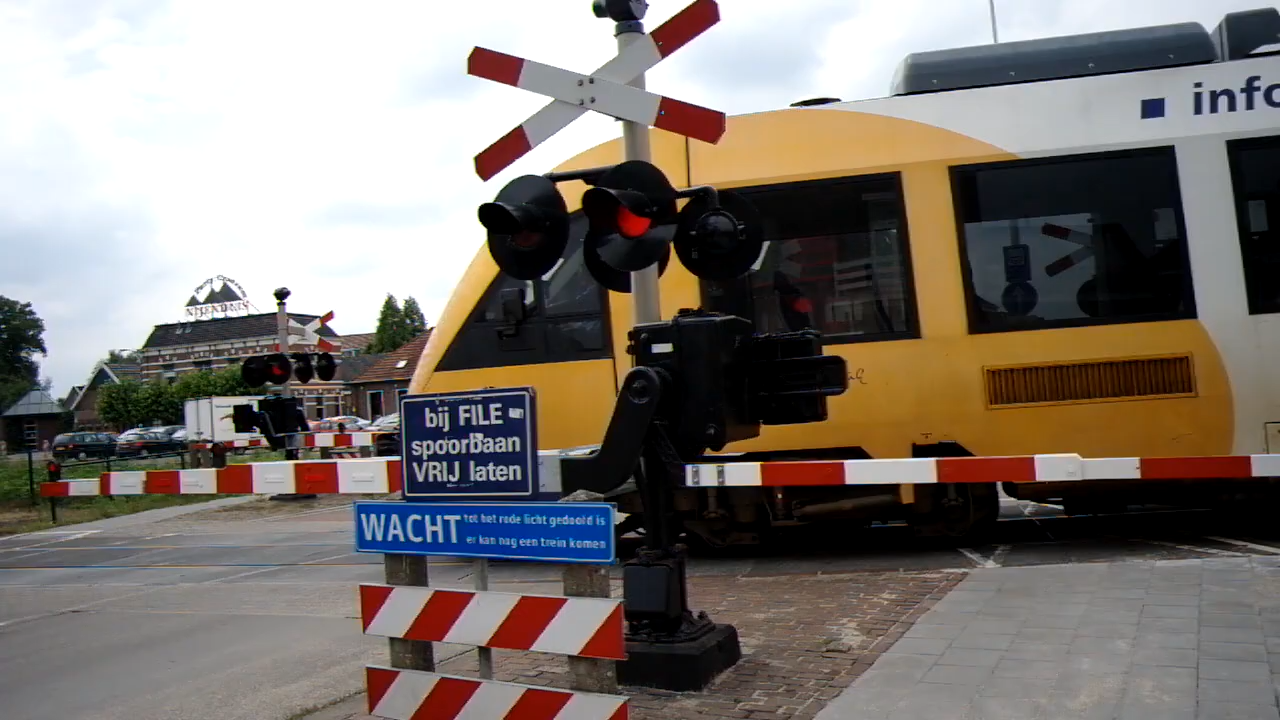 info
bij FILE
spoorbaan
VRIJ laten
WACHT
tot het rode licht gedoofd is
er kan nog een trein komen